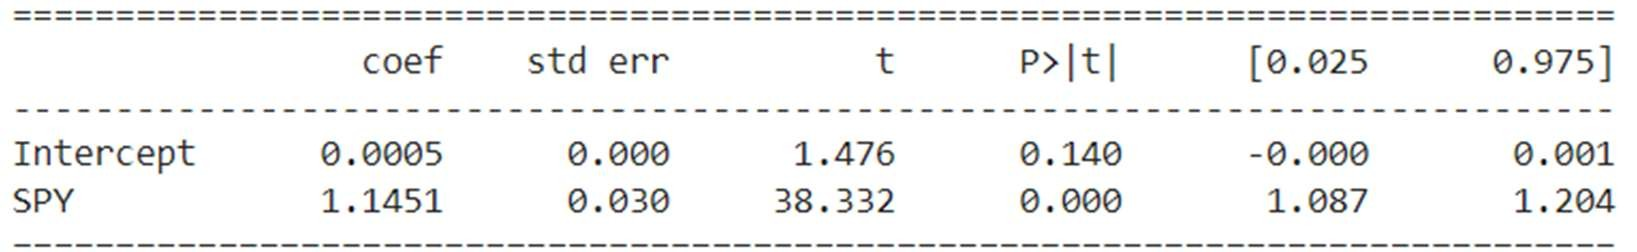 ==============================================================================
                 coef    std err          t      P>|t|      [0.025      0.975]
------------------------------------------------------------------------------
Intercept      0.0005      0.000      1.476      0.140      -0.000       0.001
SPY            1.1451      0.030     38.332      0.000       1.087       1.204
==============================================================================